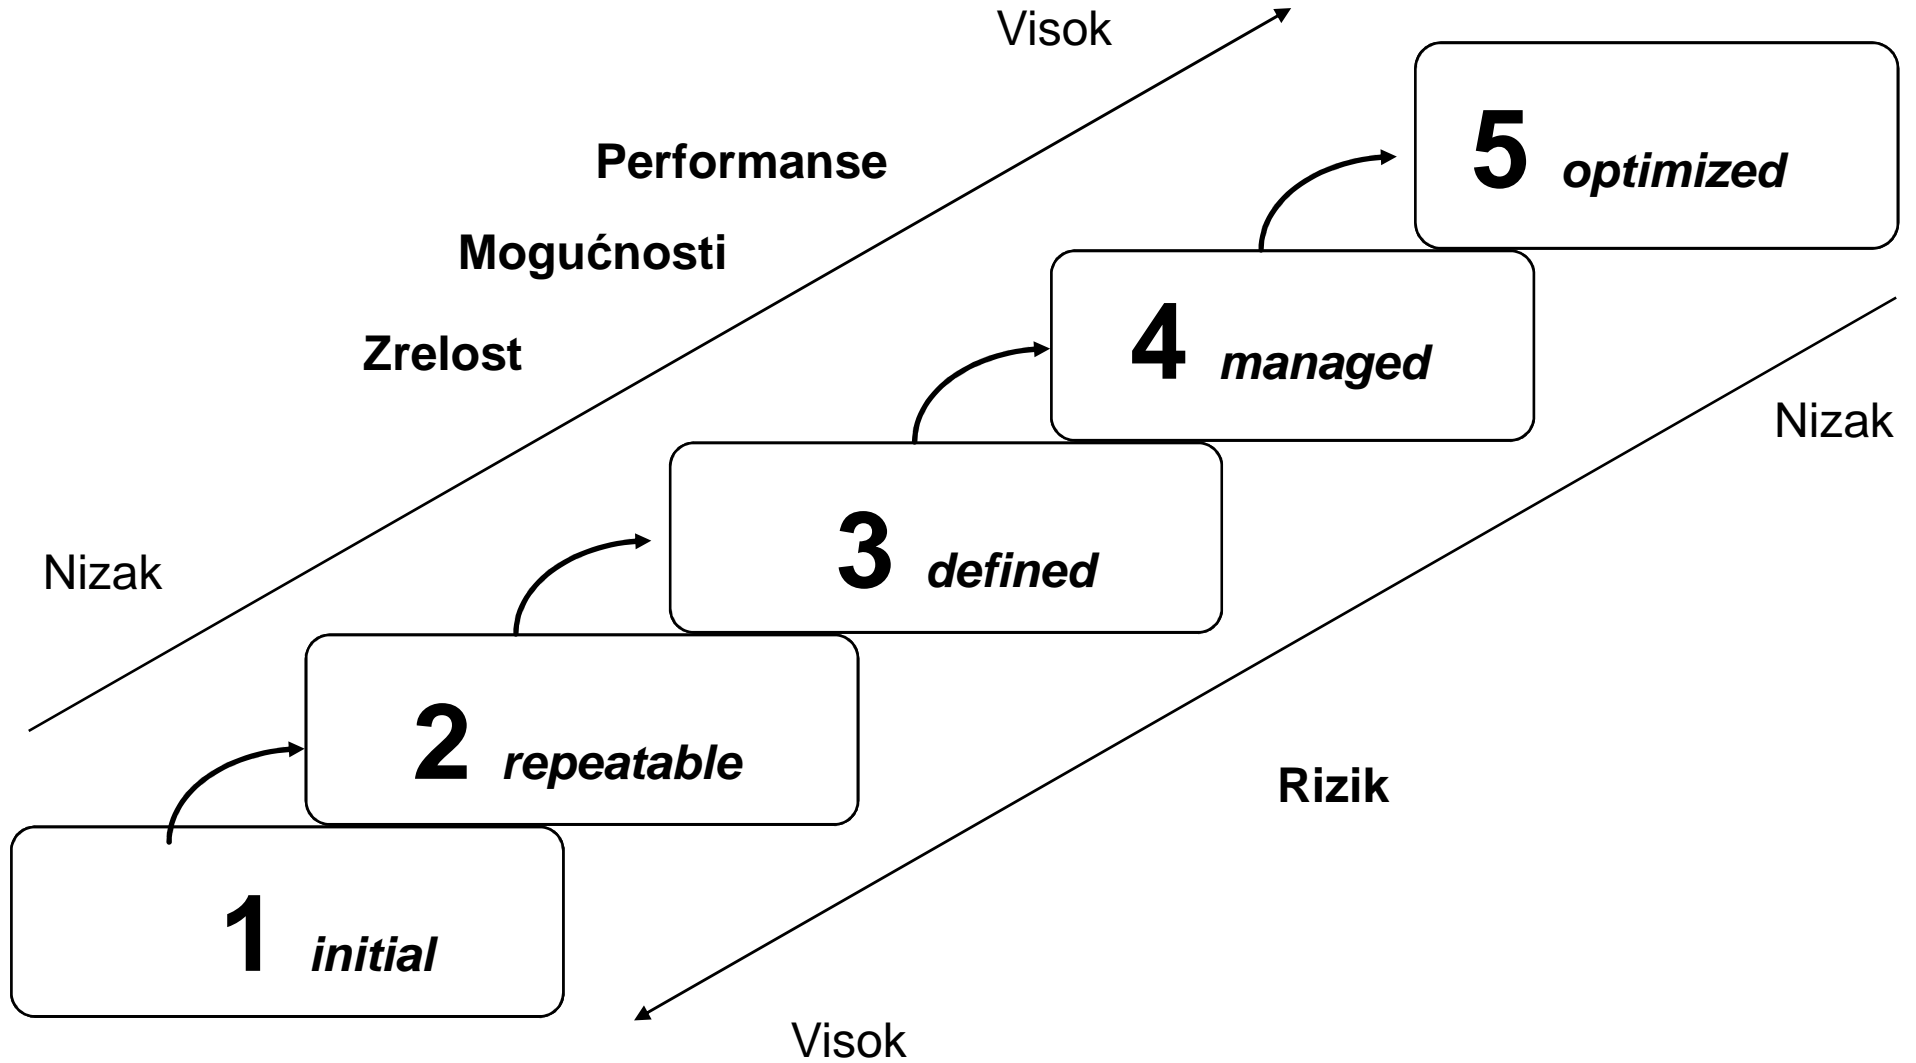 Visok
5 optimized
Performanse
Mogućnosti
4 managed
Zrelost
Nizak
3 defined
Nizak
2 repeatable
Rizik
1 initial
Visok